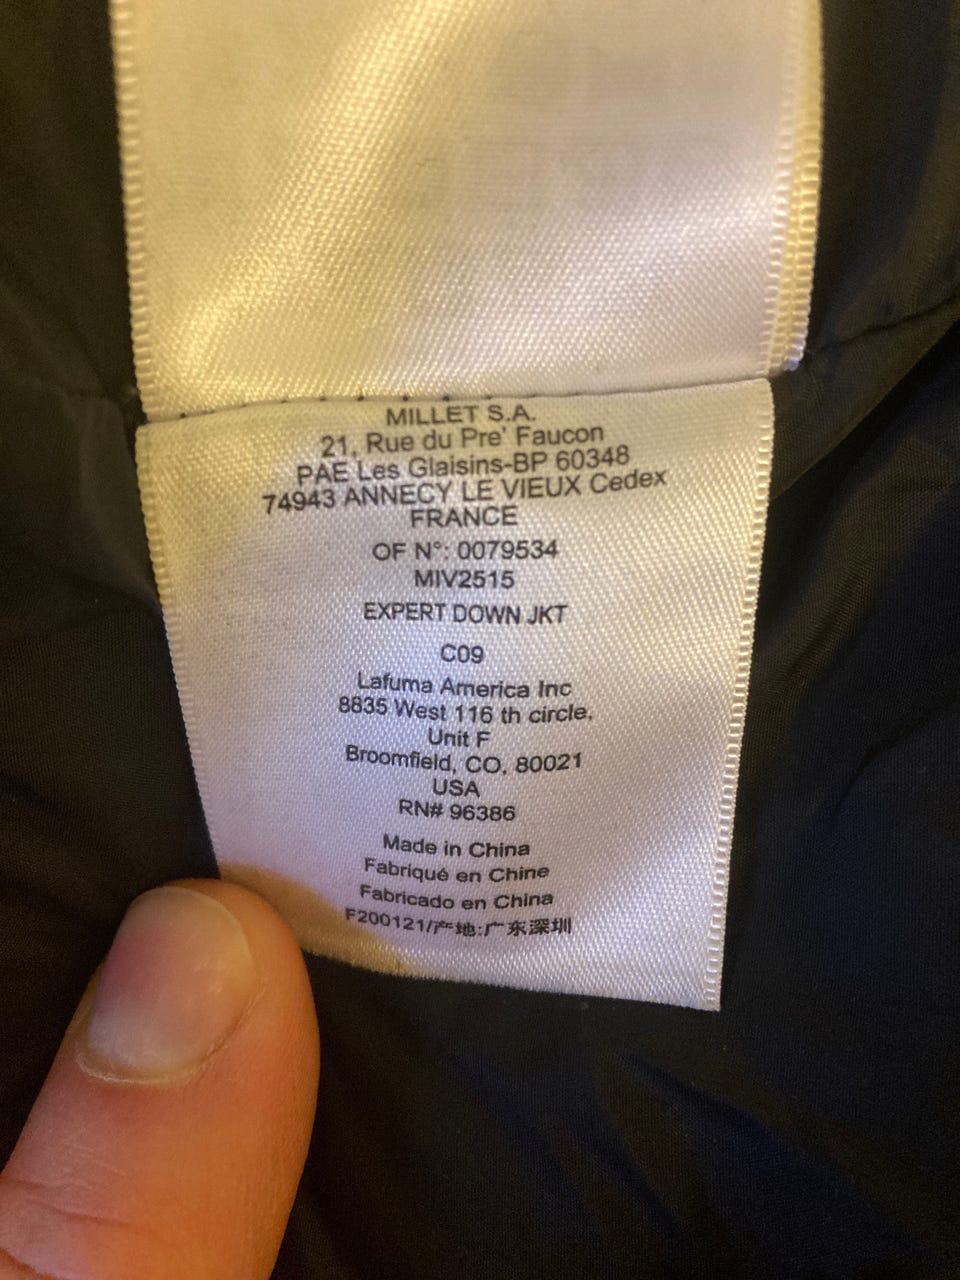 MILLET S.A.
21, Rue du Pre' Faucon
PAE Les Glaisins-BP 60348
74943 ANNECY LE VIEUX Cedex
FRANCE
OF N°: 0079534
MIV2515
EXPERT DOWN JKT
C09
Lafuma America Inc
8835 West 116 th circle,
Unit F
Broomfield, CO, 80021
USA
RN# 96386
Made in China
Fabriqué en Chine
Fabricado en China
F200121/产地:广东深圳